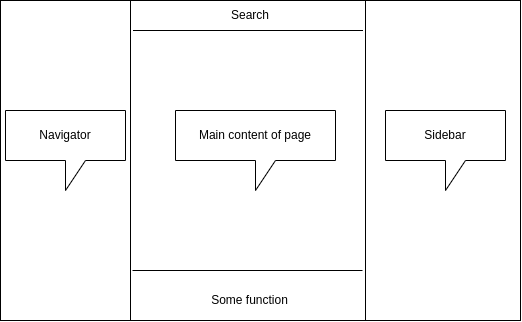 Search
Navigator
Main content of page
Sidebar
Some function